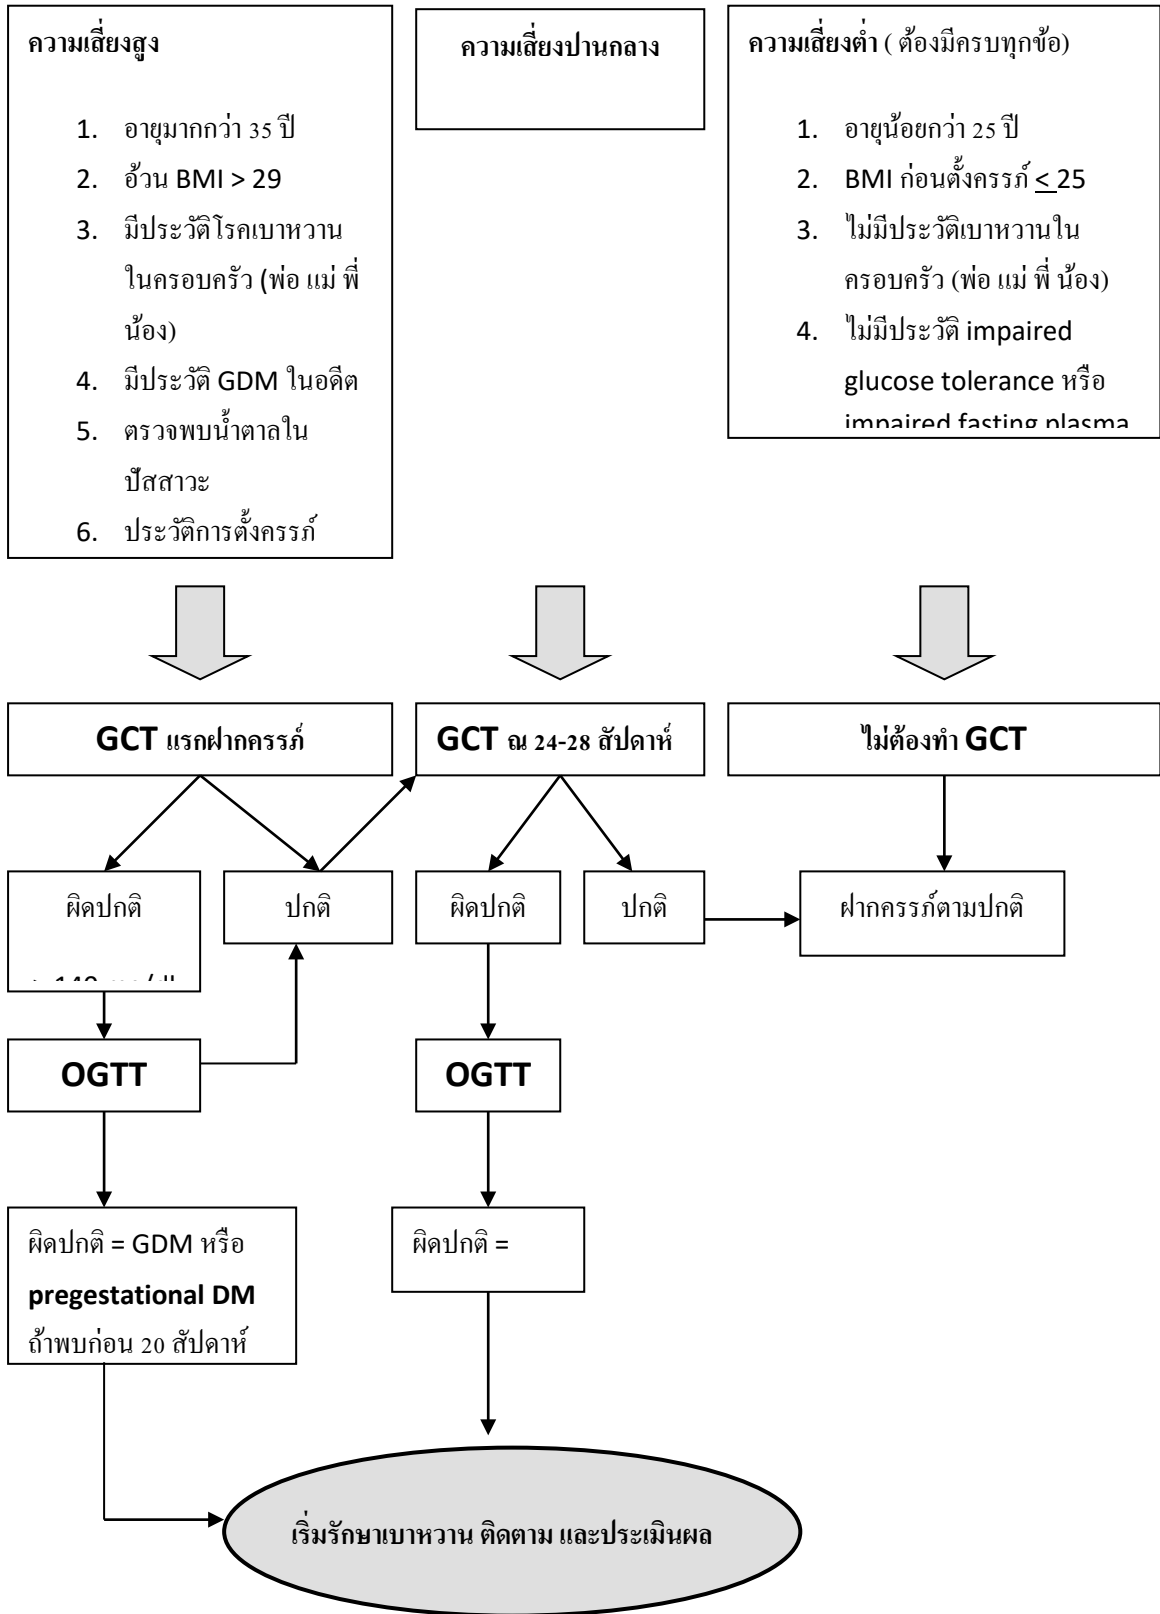 ความเสี่ยงสูง
1. อายุมากกว่า 35 ปี
2. อ้วน BMI > 29
3. มีประวัติโรคเบาหวาน
ในครอบครัว (พ่อ แม่ พี่
น้อง)
4. มีประวัติ GDM ในอดีต
5. ตรวจพบน้ำตาลใน
ปัสสาวะ
6. ประวัติการตั้งครรภ์
ความเสี่ยงปานกลาง
ความเสี่ยงต่ำ ( ต้องมีครบทุกข้อ)
1. อายุน้อยกว่า 25 ปี
2. BMI ก่อนตั้งครรภ์ < 25
3. ไม่มีประวัติเบาหวานใน
ครอบครัว (พ่อ แม่ พี่ น้อง)
4. ไม่มีประวัติ impaired
glucose tolerance หรือ
impaired fasting plasma
GCT แรกฝากครรภ์
GCT ณ 24-28 สัปดาห์
ไม่ต้องทำ GCT
ผิดปกติ
ปกติ
ผิดปกติ
ปกติ
ฝากครรภ์ตามปกติ
OGTT
OGTT
ผิดปกติ = GDM หรือ
pregestational DM
ถ้าพบก่อน 20 สัปดาห์
ผิดปกติ =
เริ่มรักษาเบาหวาน ติดตาม และประเมินผล